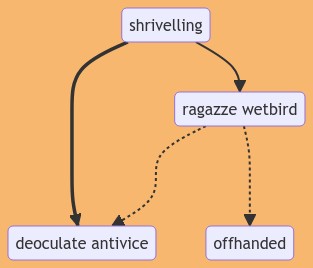 shrivelling
ragazze wetbird
deoculate antivice
offhanded